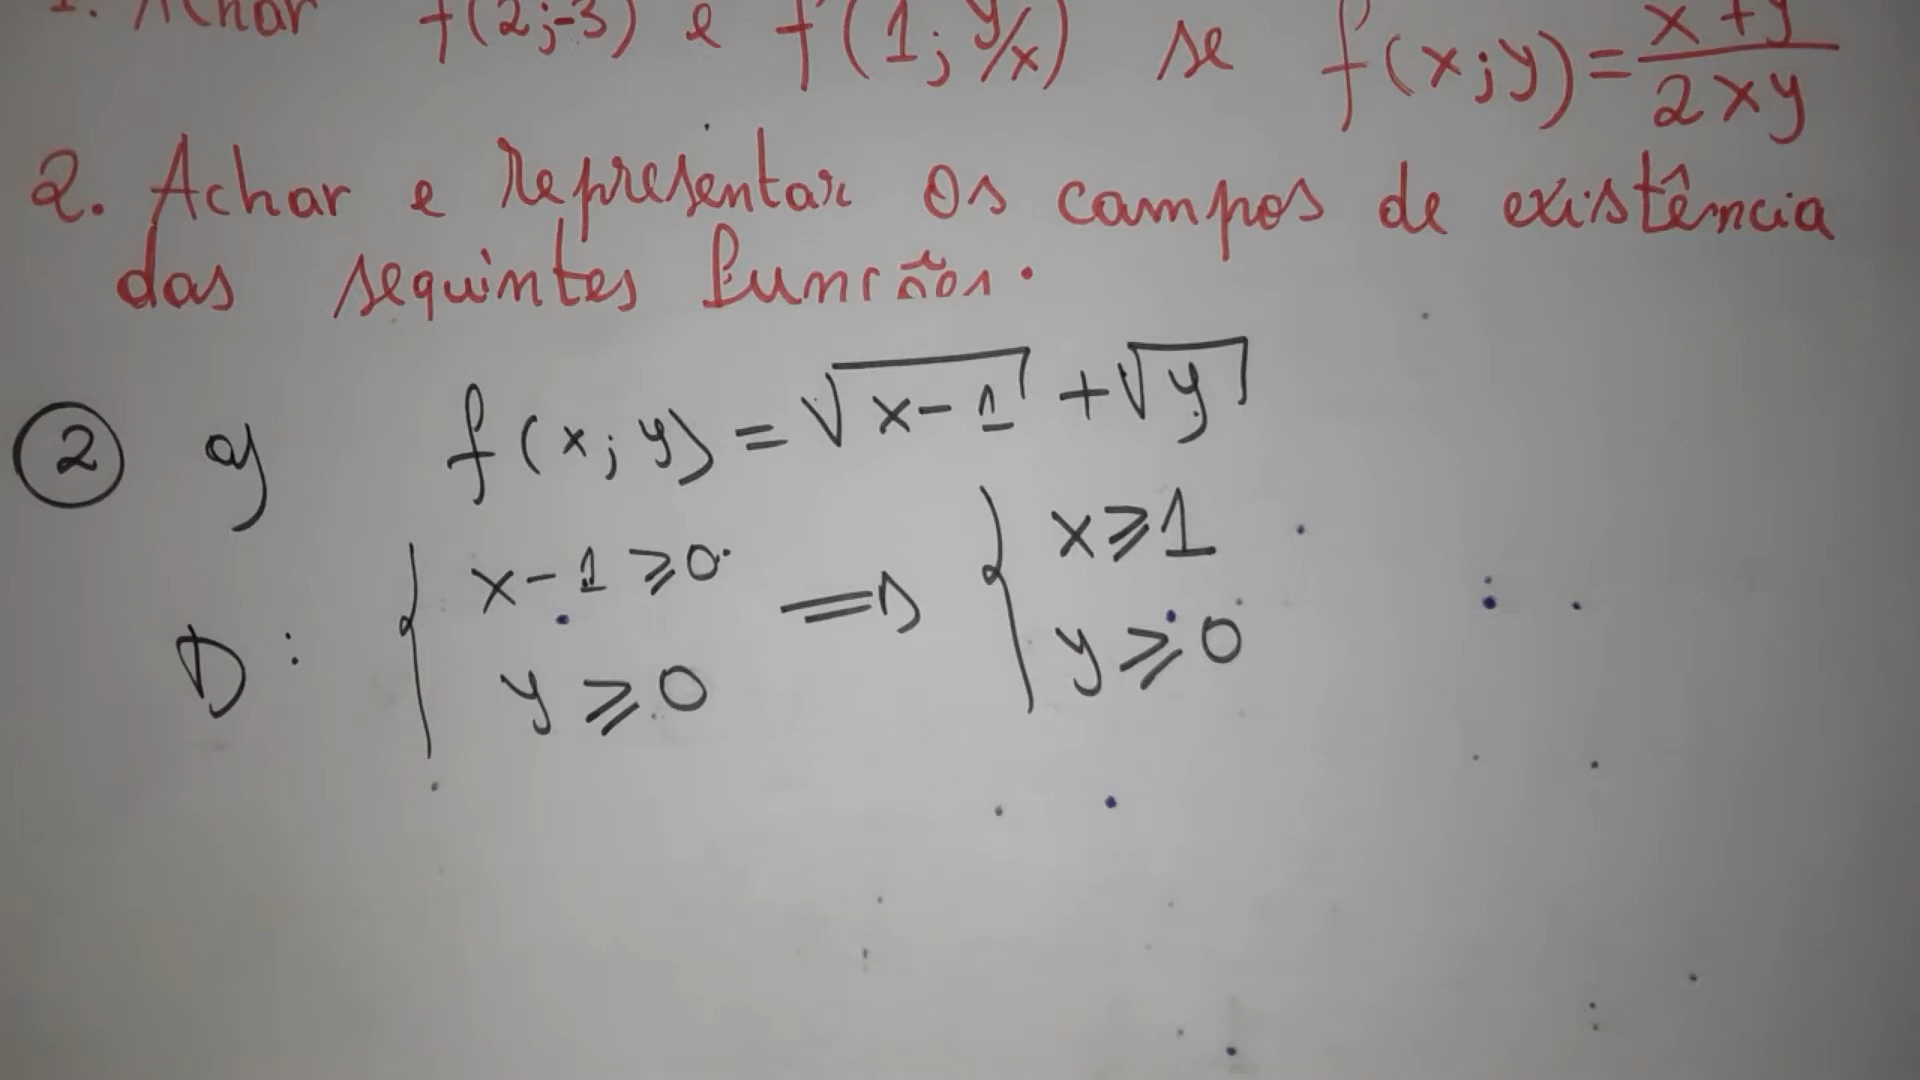 1. Achar f(2;-3) e f(1; y/x) se f(x;y)=x+y/2xy
2. Achar e representar os campos de existência
das seguintes funções.
2 a) f(x;y)=√x-1 + √y
D: { x-1⩾0 y⩾0 => { x⩾1 y⩾0